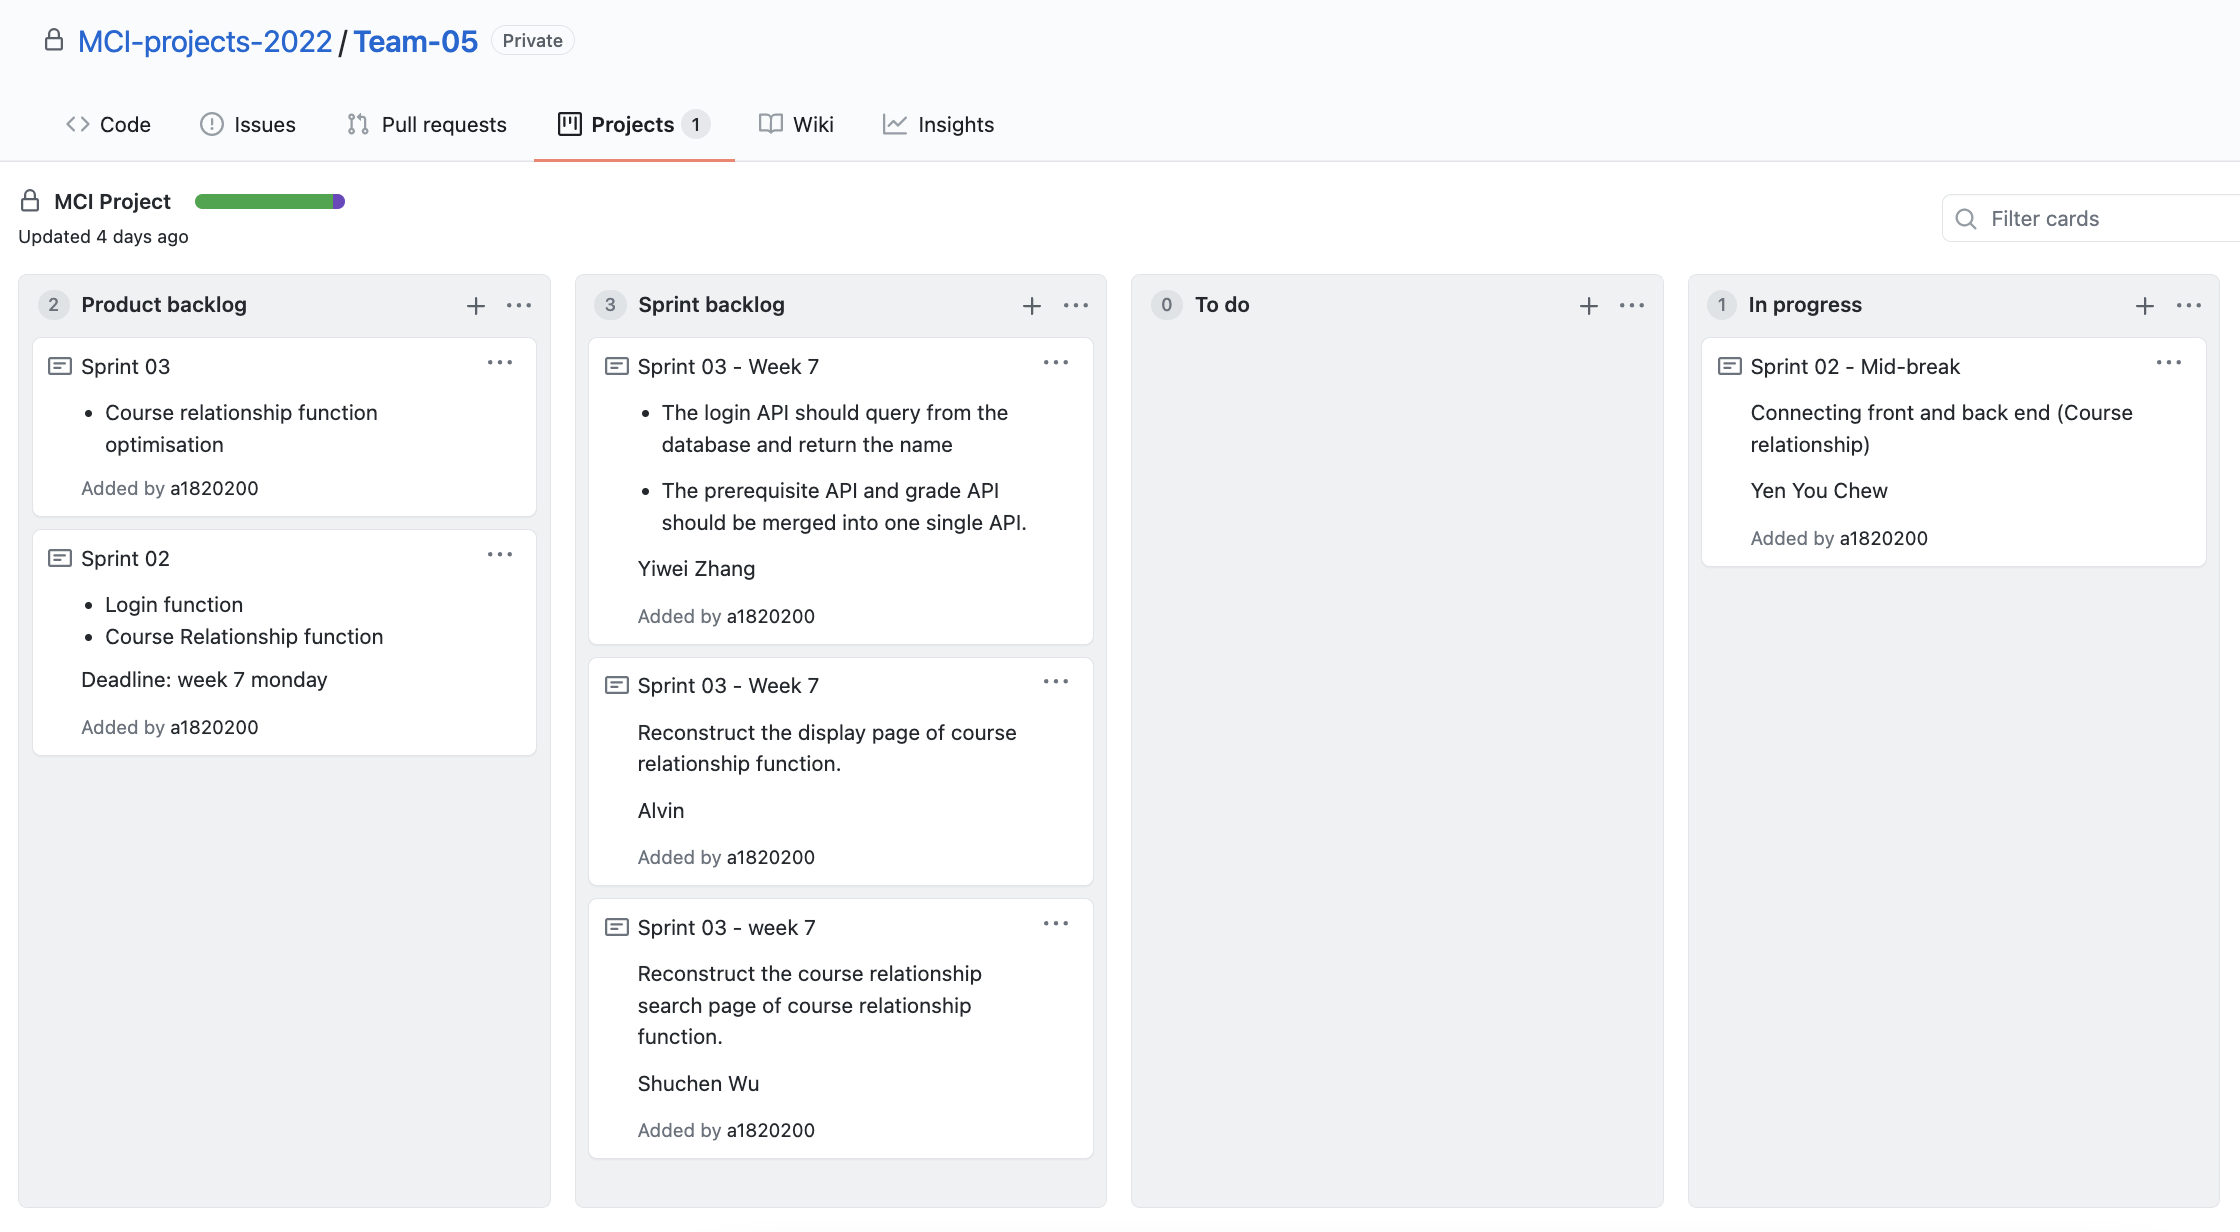 MCI-projects-2022 / Team-05 Private
Code Issues Pull requests Projects 1 Wiki Insights
MCI Project
Updated 4 days ago
Filter cards
2 Product backlog
Sprint 03
• Course relationship function
optimisation
Added by a1820200
Sprint 02
• Login function
• Course Relationship function
Deadline: week 7 monday
Added by a1820200
3 Sprint backlog
Sprint 03 - Week 7
• The login API should query from the
database and return the name
• The prerequisite API and grade API
should be merged into one single API.
Yiwei Zhang
Added by a1820200
Sprint 03 - Week 7
Reconstruct the display page of course
relationship function.
Alvin
Added by a1820200
Sprint 03 - week 7
Reconstruct the course relationship
search page of course relationship
function.
Shuchen Wu
Added by a1820200
0 To do
1 In progress
Sprint 02 - Mid-break
Connecting front and back end (Course
relationship)
Yen You Chew
Added by a1820200